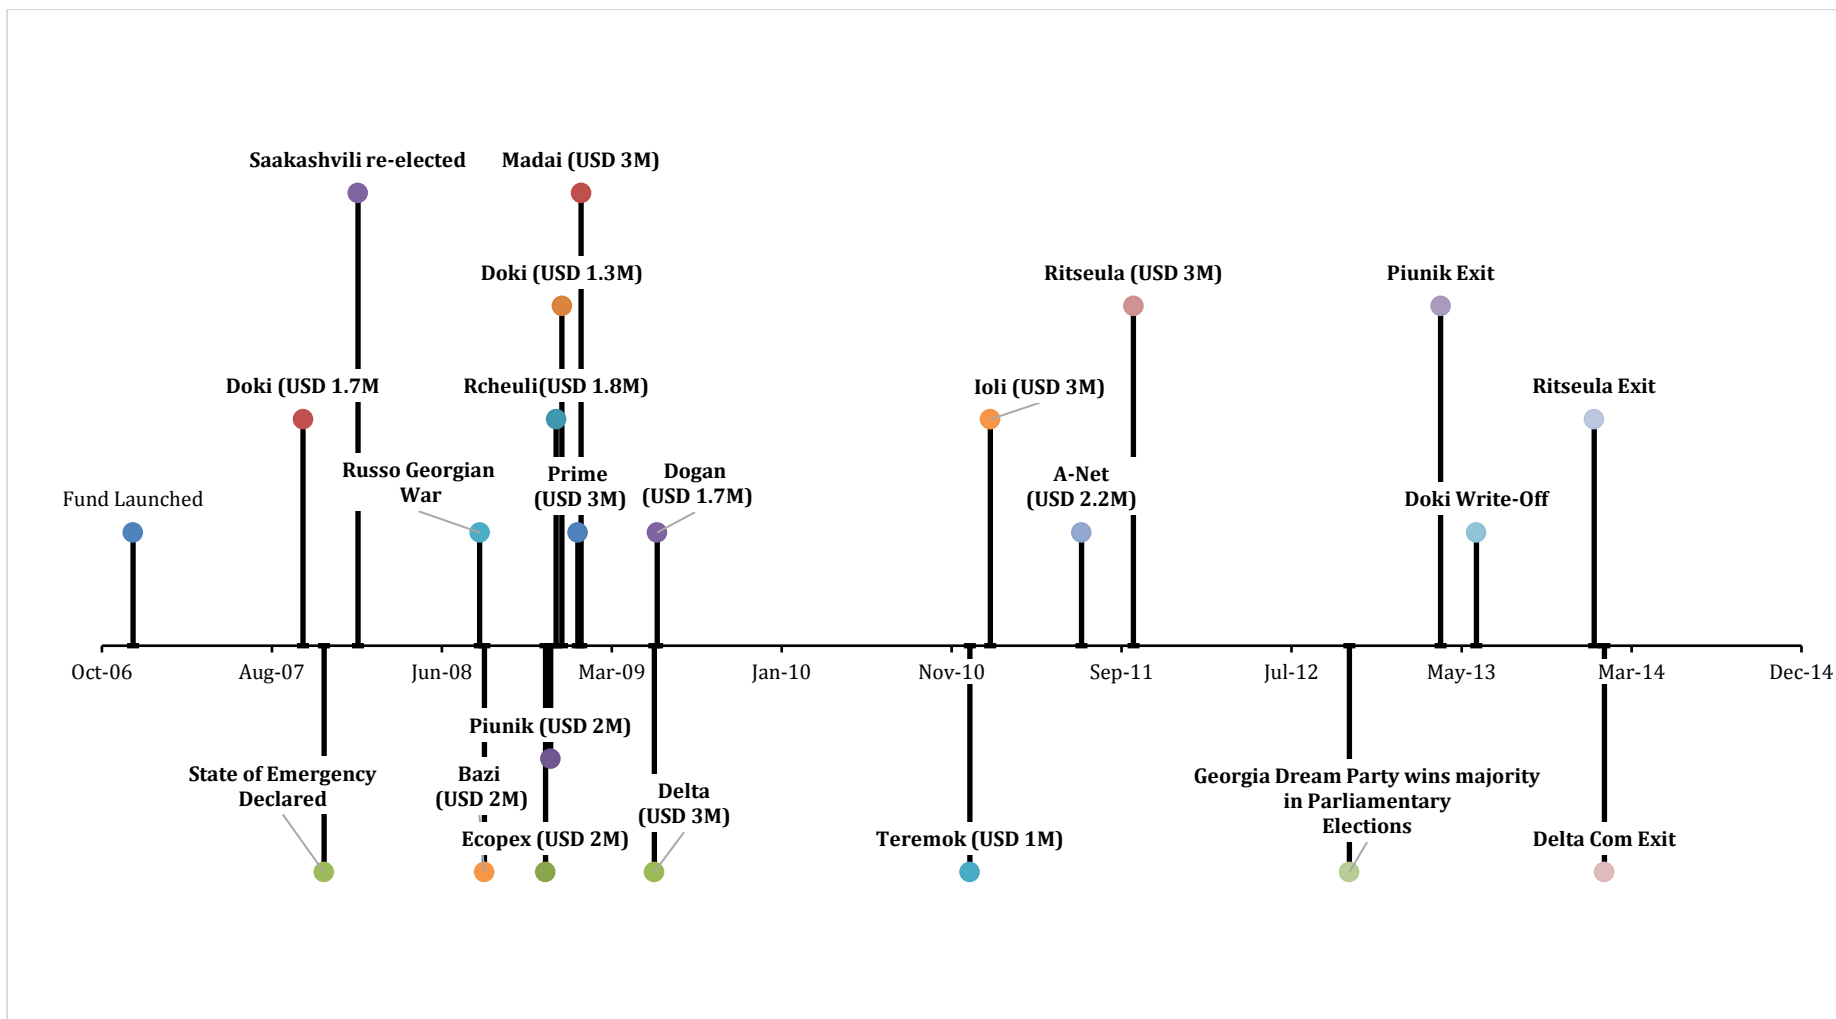 Saakashvili re-elected
Madai (USD 3M)
Doki (USD 1.3M)
Ritseula (USD 3M)
Piunik Exit
Doki (USD 1.7M
Rcheuli(USD 1.8M)
Ioli (USD 3M)
Ritseula Exit
Russo Georgian
War
Prime
(USD 3M)
Dogan
(USD 1.7M)
A-Net
(USD 2.2M)
Fund Launched
Doki Write-Off
Oct-06
Aug-07
Jun-08
Mar-09
Jan-10
Nov-10
Sep-11
Jul-12
May-13
Mar-14
Dec-14
Piunik (USD 2M)
State of Emergency
Declared
Bazi
(USD 2M)
Delta
(USD 3M)
Georgia Dream Party wins majority
in Parliamentary
Elections
Ecopex (USD 2M)
Teremok (USD 1M)
Delta Com Exit